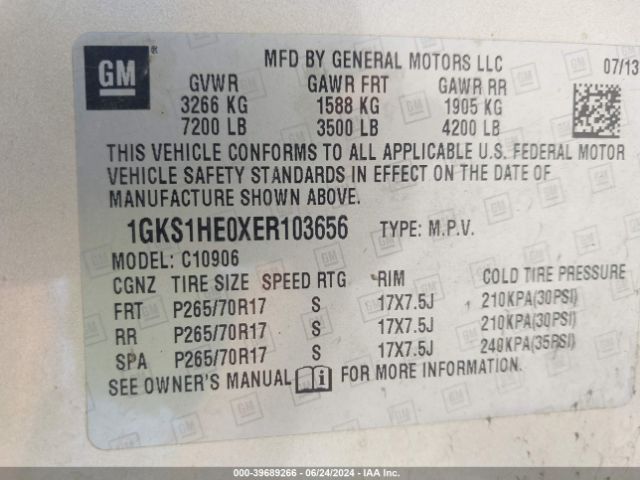 GM ®
MFD BY GENERAL MOTORS LLC 07/13
GVWR GAWR FRT GAWR RR
3266 KG 1588 KG 1905 KG
7200 LB 3500 LB 4200 LB
THIS VEHICLE CONFORMS TO ALL APPLICABLE U.S. FEDERAL MOTOR
VEHICLE SAFETY STANDARDS IN EFFECT ON THE DATE OF
MANUFACTURE SHOWN ABOVE.
1GKS1HE0XER103656 TYPE: M.P.V.
MODEL: C10906
CGNZ TIRE SIZE SPEED RTG RIM COLD TIRE PRESSURE
FRT P265/70R17 S 17X7.5J 210KPA(30PSI)
RR P265/70R17 S 17X7.5J 210KPA(30PSI)
SPA P265/70R17 S 17X7.5J 240KPA(35PSI)
SEE OWNER'S MANUAL i FOR MORE INFORMATION.
000-39689266 - 06/24/2024 - IAA Inc.